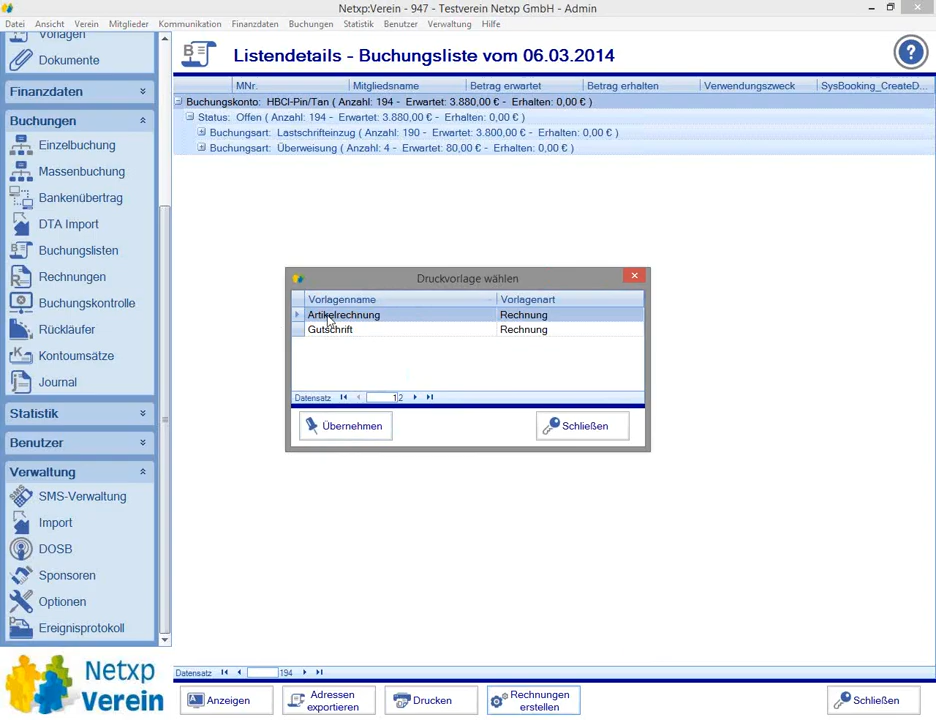 Netxp:Verein - 947 - Testverein Netxp GmbH - Admin
Datei Ansicht Verein Mitglieder Kommunikation Finanzdaten Buchungen Statistik Benutzer Verwaltung Hilfe
Vorlagen
Dokumente
Finanzdaten
Buchungen
Einzelbuchung
Massenbuchung
Bankenübertrag
DTA Import
Buchungslisten
Rechnungen
Buchungskontrolle
Rückläufer
Kontoumsätze
Journal
Statistik
Benutzer
Verwaltung
SMS-Verwaltung
Import
DOSB
Sponsoren
Optionen
Ereignisprotokoll
Netxp
Verein
Listendetails - Buchungsliste vom 06.03.2014
MNr. Mitgliedsname Betrag erwartet Betrag erhalten Verwendungszweck SysBooking_CreateD...
Buchungskonto: HBCI-Pin/Tan ( Anzahl: 194 - Erwartet: 3.880,00 € - Erhalten: 0,00 € )
Status: Offen ( Anzahl: 194 - Erwartet: 3.880,00 € - Erhalten: 0,00 € )
Buchungsart: Lastschrifteinzug ( Anzahl: 190 - Erwartet: 3.800,00 € - Erhalten: 0,00 € )
Buchungsart: Überweisung ( Anzahl: 4 - Erwartet: 80,00 € - Erhalten: 0,00 € )
Druckvorlage wählen
Vorlagenname Vorlagenart
Artikelrechnung Rechnung
Gutschrift Rechnung
Datensatz 1 2
Übernehmen Schließen
Datensatz 194
Anzeigen
Adressen
exportieren
Drucken
Rechnungen
erstellen
Schließen